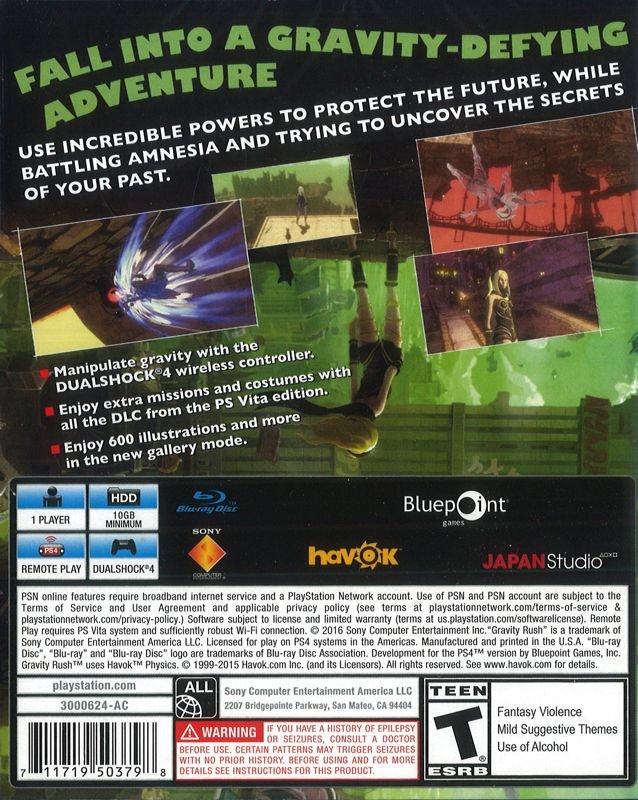 FALL INTO A GRAVITY-DEFYING
ADVENTURE
USE INCREDIBLE POWERS TO PROTECT THE FUTURE, WHILE
BATTLING AMNESIA AND TRYING TO UNCOVER THE SECRETS
OF YOUR PAST.
Manipulate gravity with the
DUALSHOCK®4 wireless controller.
Enjoy extra missions and costumes with
all the DLC from the PS Vita edition.
Enjoy 600 illustrations and more
in the new gallery mode.
1 PLAYER
HDD
10GB
MINIMUM
PS4
REMOTE PLAY
DUALSHOCK®4
Blu-ray Disc
SONY
COMPUTER
havok
Bluepoint
games
JAPANStudio
PSN online features require broadband internet service and a PlayStation Network account. Use of PSN and PSN account are subject to the
Terms of Service and User Agreement and applicable privacy policy (see terms at playstationnetwork.com/terms-of-service &
playstationnetwork.com/privacy-policy.) Software subject to license and limited warranty (terms at us.playstation.com/softwarelicense). Remote
Play requires PS Vita system and sufficiently robust Wi-Fi connection. © 2016 Sony Computer Entertainment Inc. “Gravity Rush” is a trademark of
Sony Computer Entertainment America LLC. Licensed for play on PS4 systems in the Americas. Manufactured and printed in the U.S.A. “Blu-ray
Disc”, “Blu-ray” and “Blu-ray Disc” logo are trademarks of Blu-ray Disc Association. Development for the PS4™ version by Bluepoint Games, Inc.
Gravity Rush™ uses Havok™ Physics. © 1999-2015 Havok.com Inc. (and its Licensors). All rights reserved. See www.havok.com for details.
playstation.com
3000624-AC
ALL
Sony Computer Entertainment America LLC
2207 Bridgepointe Parkway, San Mateo, CA 94404
WARNING IF YOU HAVE A HISTORY OF EPILEPSY
OR SEIZURES, CONSULT A DOCTOR
BEFORE USE. CERTAIN PATTERNS MAY TRIGGER SEIZURES
WITH NO PRIOR HISTORY. BEFORE USING AND FOR MORE
DETAILS SEE INSTRUCTIONS FOR THIS PRODUCT.
7 11719 50379 8
TEEN
T
ESRB
Fantasy Violence
Mild Suggestive Themes
Use of Alcohol